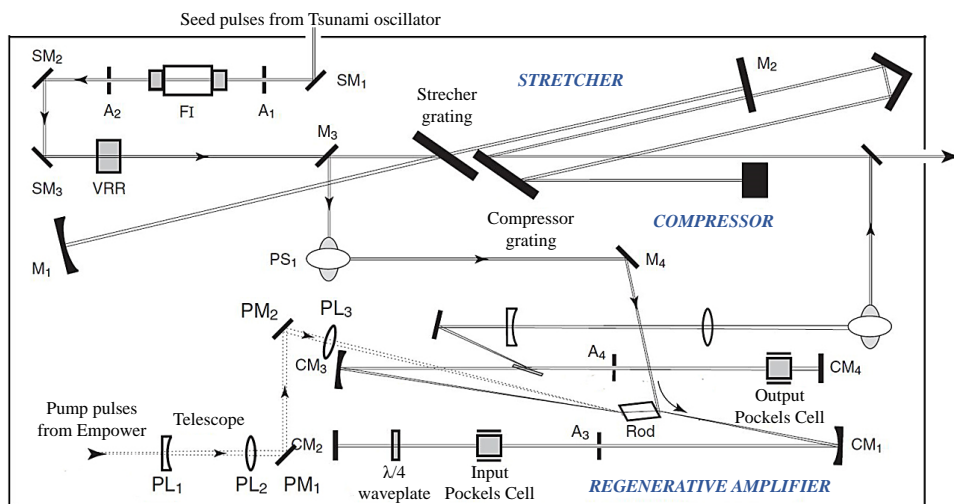 Seed pulses from Tsunami oscillator
SM2
A2
FI
A1
SM1
STRETCHER
M2
Strecher
grating
SM3
VRR
M3
M1
PS1
Compressor
grating
COMPRESSOR
M4
PM2
PL3
CM3
A4
CM4
Output
Pockels Cell
Pump pulses
from Empower
Telescope
PL1
PL2
PM1
CM2
λ/4
waveplate
Input
Pockels Cell
A3
Rod
CM1
REGENERATIVE AMPLIFIER